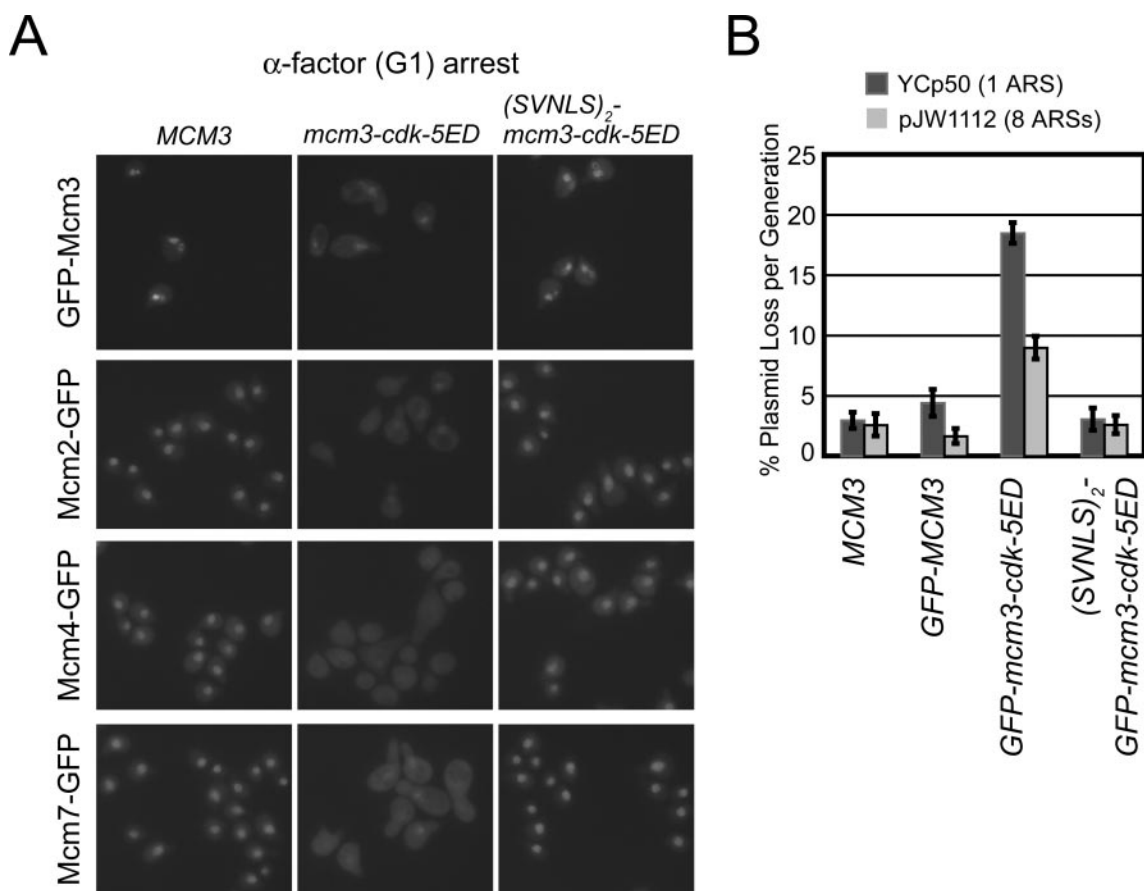 A
α-factor (G1) arrest
MCM3
mcm3-cdk-5ED
(SVNLS)2-
mcm3-cdk-5ED
GFP-Mcm3
Mcm2-GFP
Mcm4-GFP
Mcm7-GFP
B
YCp50 (1 ARS)
pJW1112 (8 ARSs)
% Plasmid Loss per Generation
25
20
15
10
5
0
MCM3
GFP-MCM3
GFP-mcm3-cdk-5ED
(SVNLS)2-
GFP-mcm3-cdk-5ED